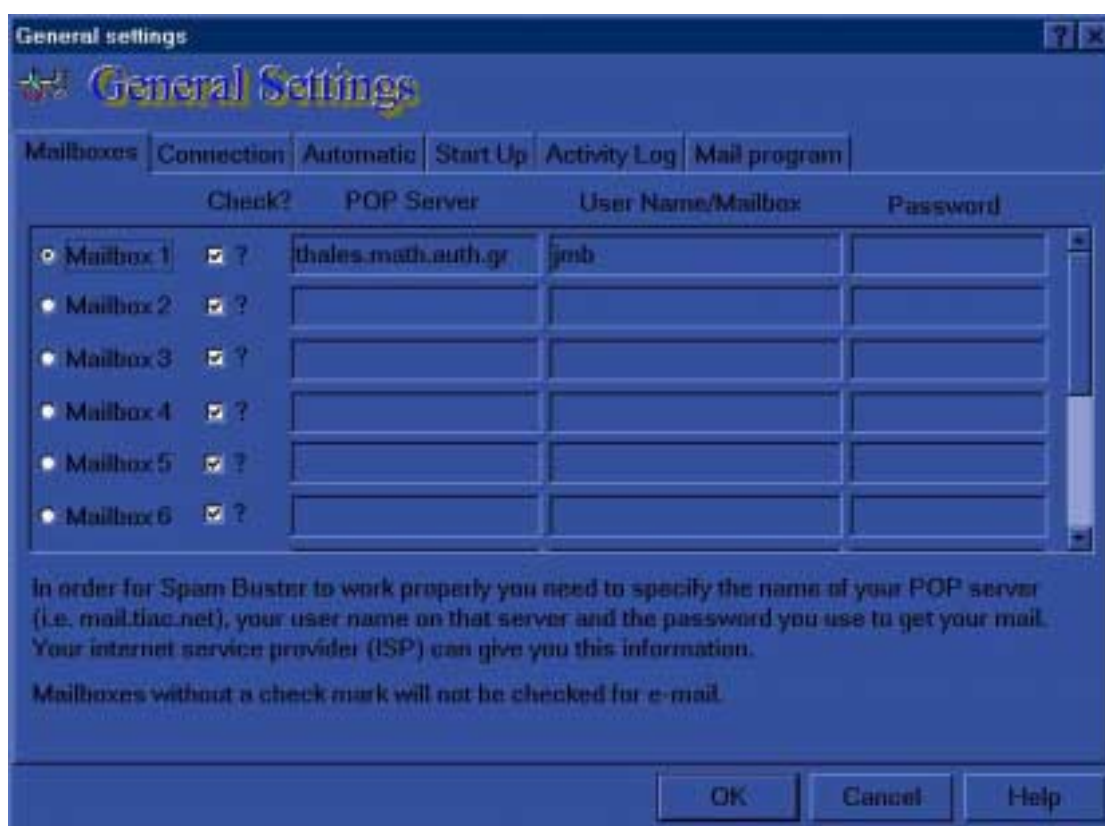 General settings
General Settings
Mailboxes Connection Automatic Start Up Activity Log Mail program
Check? POP Server User Name/Mailbox Password
Mailbox 1 ? thales.math.auth.gr jmb
Mailbox 2 ?
Mailbox 3 ?
Mailbox 4 ?
Mailbox 5 ?
Mailbox 6 ?
In order for Spam Buster to work properly you need to specify the name of your POP server
(i.e. mail.tiac.net), your user name on that server and the password you use to get your mail.
Your internet service provider (ISP) can give you this information.
Mailboxes without a check mark will not be checked for e-mail.
OK Cancel Help